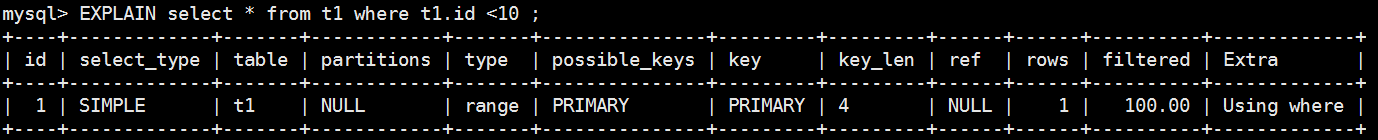 mysql> EXPLAIN select * from t1 where t1.id <10 ;
+----+-------------+-------+------------+-------+---------------+---------+---------+------+------+----------+-------------+
| id | select_type | table | partitions | type  | possible_keys | key     | key_len | ref  | rows | filtered | Extra       |
+----+-------------+-------+------------+-------+---------------+---------+---------+------+------+----------+-------------+
|  1 | SIMPLE      | t1    | NULL       | range | PRIMARY       | PRIMARY | 4       | NULL |    1 |   100.00 | Using where |
+----+-------------+-------+------------+-------+---------------+---------+---------+------+------+----------+-------------+